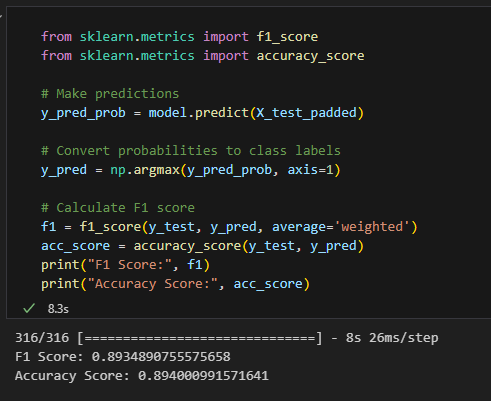 from sklearn.metrics import f1_score
from sklearn.metrics import accuracy_score
# Make predictions
y_pred_prob = model.predict(X_test_padded)
# Convert probabilities to class labels
y_pred = np.argmax(y_pred_prob, axis=1)
# Calculate F1 score
f1 = f1_score(y_test, y_pred, average='weighted')
acc_score = accuracy_score(y_test, y_pred)
print("F1 Score:", f1)
print("Accuracy Score:", acc_score)
8.3s
316/316 [==============================] - 8s 26ms/step
F1 Score: 0.8934890755575658
Accuracy Score: 0.894000991571641